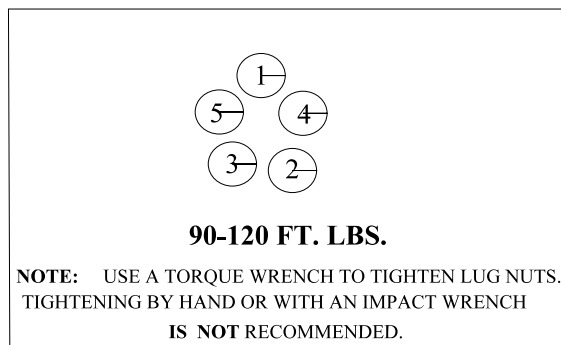 1
5 4
3 2
90-120 FT. LBS.
NOTE: USE A TORQUE WRENCH TO TIGHTEN LUG NUTS.
TIGHTENING BY HAND OR WITH AN IMPACT WRENCH
IS NOT RECOMMENDED.